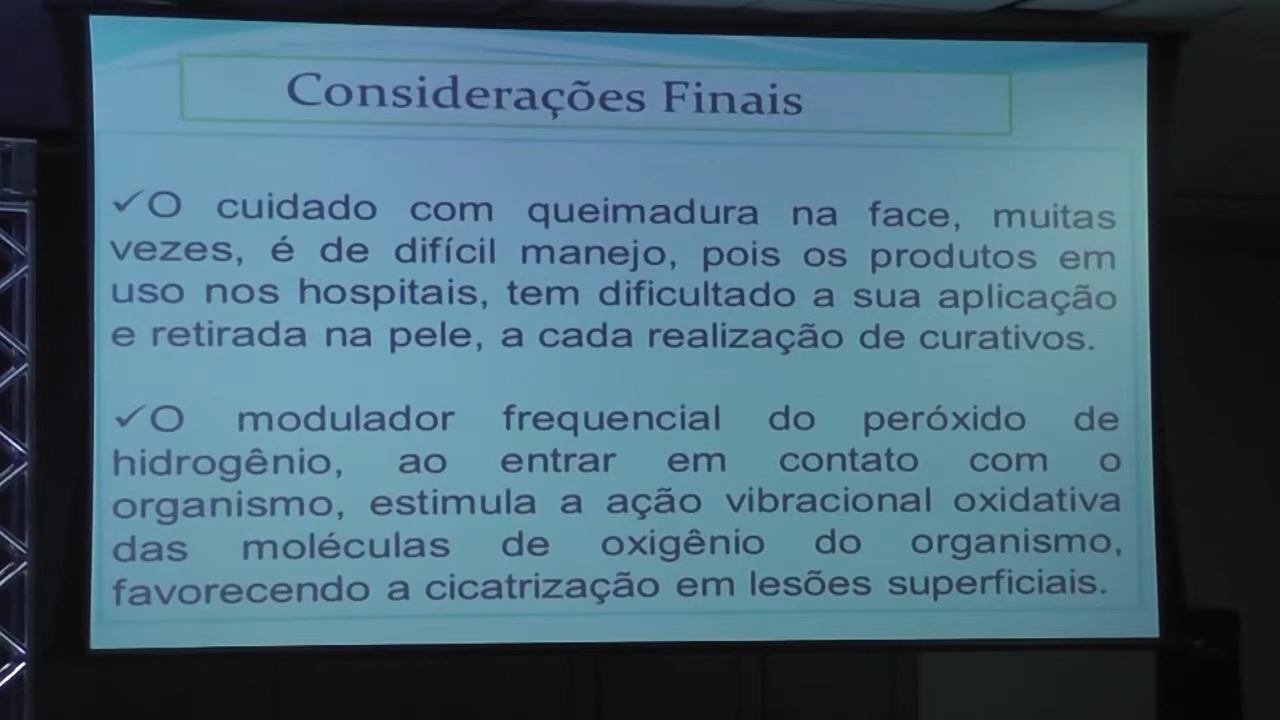 Considerações Finais
✓O cuidado com queimadura na face, muitas
vezes, é de difícil manejo, pois os produtos em
uso nos hospitais, tem dificultado a sua aplicação
e retirada na pele, a cada realização de curativos.
✓O modulador frequencial do peróxido de
hidrogênio, ao entrar em contato com o
organismo, estimula a ação vibracional oxidativa
das moléculas de oxigênio do organismo,
favorecendo a cicatrização em lesões superficiais.